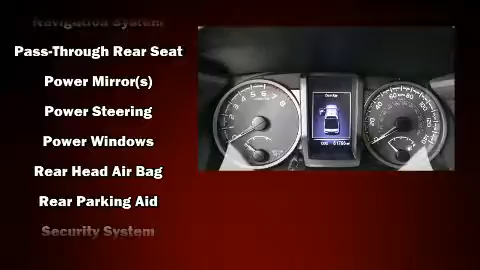 Navigation System
Pass-Through Rear Seat
Power Mirror(s)
Power Steering
Power Windows
Rear Head Air Bag
Rear Parking Aid
Security System